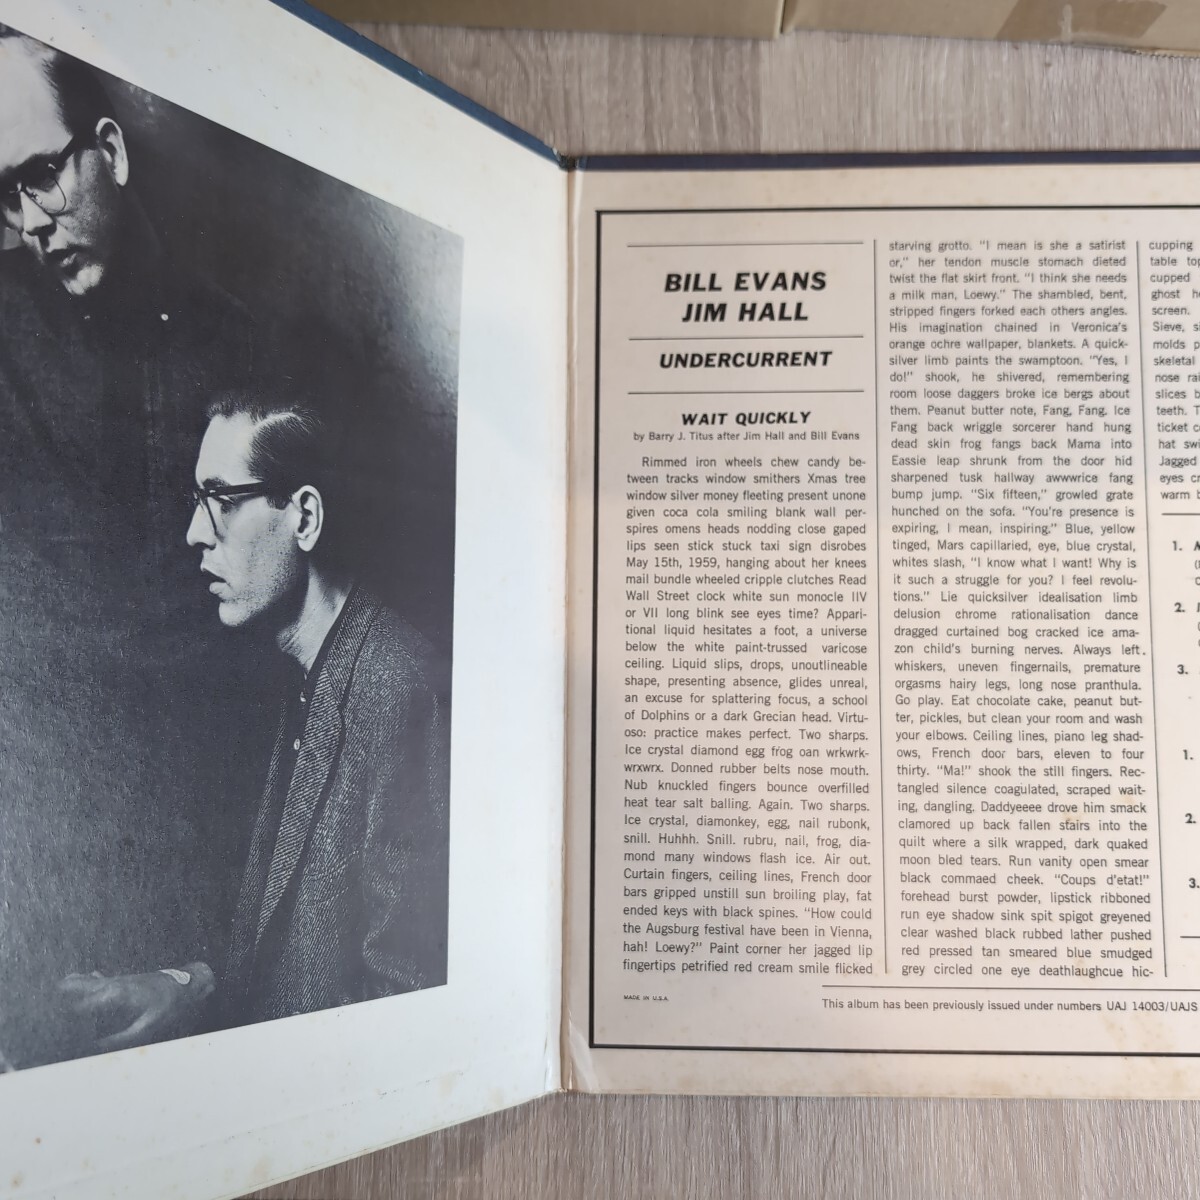 BILL EVANS
JIM HALL
UNDERCURRENT
WAIT QUICKLY
by Barry J. Titus after Jim Hall and Bill Evans
Rimmed iron wheels chew candy be-
tween tracks window smithers Xmas tree
window silver money fleeting present unone
given coca cola smiling blank wall per-
spires omens heads nodding close gaped
lips seen stick stuck taxi sign disrobes
May 15th, 1959, hanging about her knees
mail bundle wheeled cripple clutches Read
Wall Street clock white sun monocle IIV
or VII long blink see eyes time? Appari-
tional liquid hesitates a foot, a universe
below the white paint-trussed varicose
ceiling. Liquid slips, drops, unoutlineable
shape, presenting absence, glides unreal,
an excuse for splattering focus, a school
of Dolphins or a dark Grecian head. Virtu-
oso: practice makes perfect. Two sharps.
Ice crystal diamond egg frog oan wrkwrk-
wrxwrx. Donned rubber belts nose mouth.
Nub knuckled fingers bounce overfilled
heat tear salt balling. Again. Two sharps.
Ice crystal, diamonkey, egg, nail rubonk,
snill. Huhhh. Snill. rubru, nail, frog, dia-
mond many windows flash ice. Air out.
Curtain fingers, ceiling lines, French door
bars gripped unstill sun broiling play, fat
ended keys with black spines. "How could
the Augsburg festival have been in Vienna,
hah! Loewy?" Paint corner her jagged lip
fingertips petrified red cream smile flicked
MADE IN U.S.A.
starving grotto. "I mean is she a satirist
or," her tendon muscle stomach dieted
twist the flat skirt front. "I think she needs
a milk man, Loewy." The shambled, bent,
stripped fingers forked each others angles.
His imagination chained in Veronica's
orange ochre wallpaper, blankets. A quick-
silver limb paints the swamptoon. "Yes, I
do!" shook, he shivered, remembering
room loose daggers broke ice bergs about
them. Peanut butter note, Fang, Fang. Ice
Fang back wriggle sorcerer hand hung
dead skin frog fangs back Mama into
Eassie leap shrunk from the door hid
sharpened tusk hallway awwwrice fang
bump jump. "Six fifteen," growled grate
hunched on the sofa. "You're presence is
expiring, I mean, inspiring." Blue, yellow
tinged, Mars capillaried, eye, blue crystal,
whites slash, "I know what I want! Why is
it such a struggle for you? I feel revolu-
tions." Lie quicksilver idealisation limb
delusion chrome rationalisation dance
dragged curtained bog cracked ice ama-
zon child's burning nerves. Always left.
whiskers, uneven fingernails, premature
orgasms hairy legs, long nose pranthula.
Go play. Eat chocolate cake, peanut but-
ter, pickles, but clean your room and wash
your elbows. Ceiling lines, piano leg shad-
ows, French door bars, eleven to four
thirty. "Ma!" shook the still fingers. Rec-
tangled silence coagulated, scraped wait-
ing, dangling. Daddyeeee drove him smack
clamored up back fallen stairs into the
quilt where a silk wrapped, dark quaked
moon bled tears. Run vanity open smear
black commaed cheek. "Coups d'etat!"
forehead burst powder, lipstick ribboned
run eye shadow sink spit spigot greyened
clear washed black rubbed lather pushed
red pressed tan smeared blue smudged
grey circled one eye deathlaughcue hic-
cupping
table top
cupped
ghost
screen.
Sieve,
molds
skeletal
nose
slices
teeth.
ticket
hat
Jagged
eyes
warm
1.
2.
3.
1.
2.
3.
This album has been previously issued under numbers UAJ 14003/UAJS